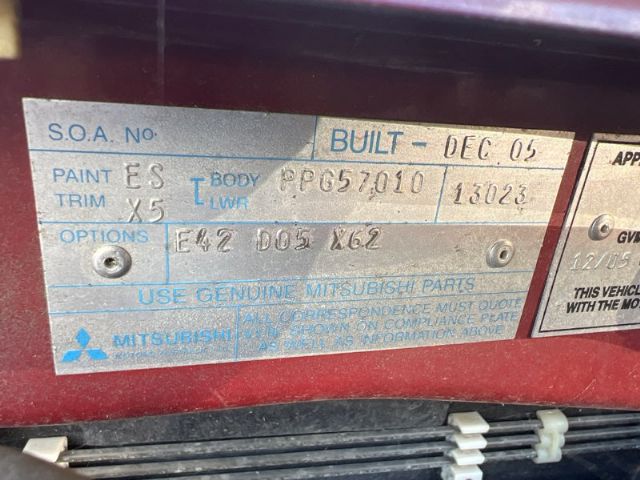 S.O.A. No.
BUILT - DEC 05
PAINT ES
TRIM X5
BODY
LWR
PPG57010
13023
OPTIONS E42 D05 X62
USE GENUINE MITSUBISHI PARTS
MITSUBISHI
ALL CORRESPONDENCE MUST QUOTE
V.I.N. SHOWN ON COMPLIANCE PLATE
AS WELL AS INFORMATION ABOVE
APP
GVM
12/05
THIS VEHICL
WITH THE MO